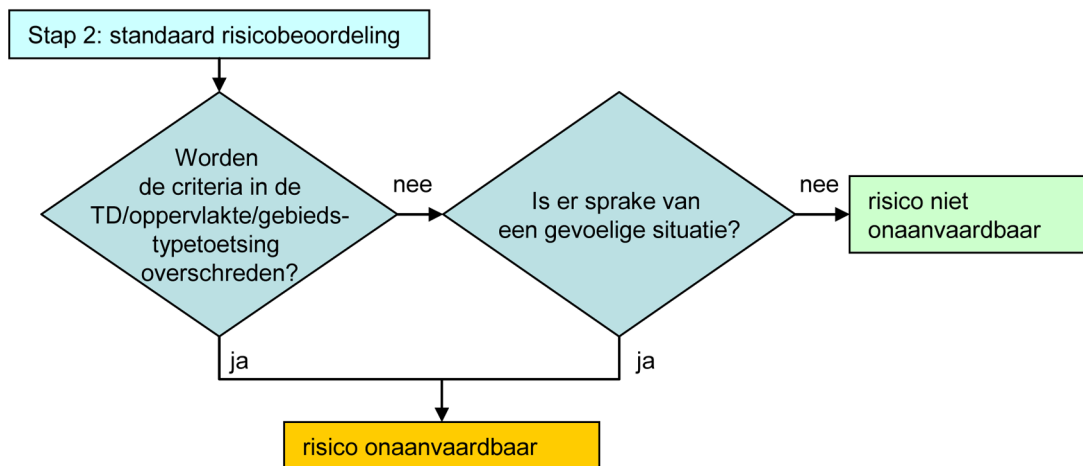 Stap 2: standaard risicobeoordeling
Worden
de criteria in de
TD/oppervlakte/gebieds-
typetoetsing
overschreden?
nee
Is er sprake van
een gevoelige situatie?
nee
risico niet
onaanvaardbaar
ja
ja
risico onaanvaardbaar